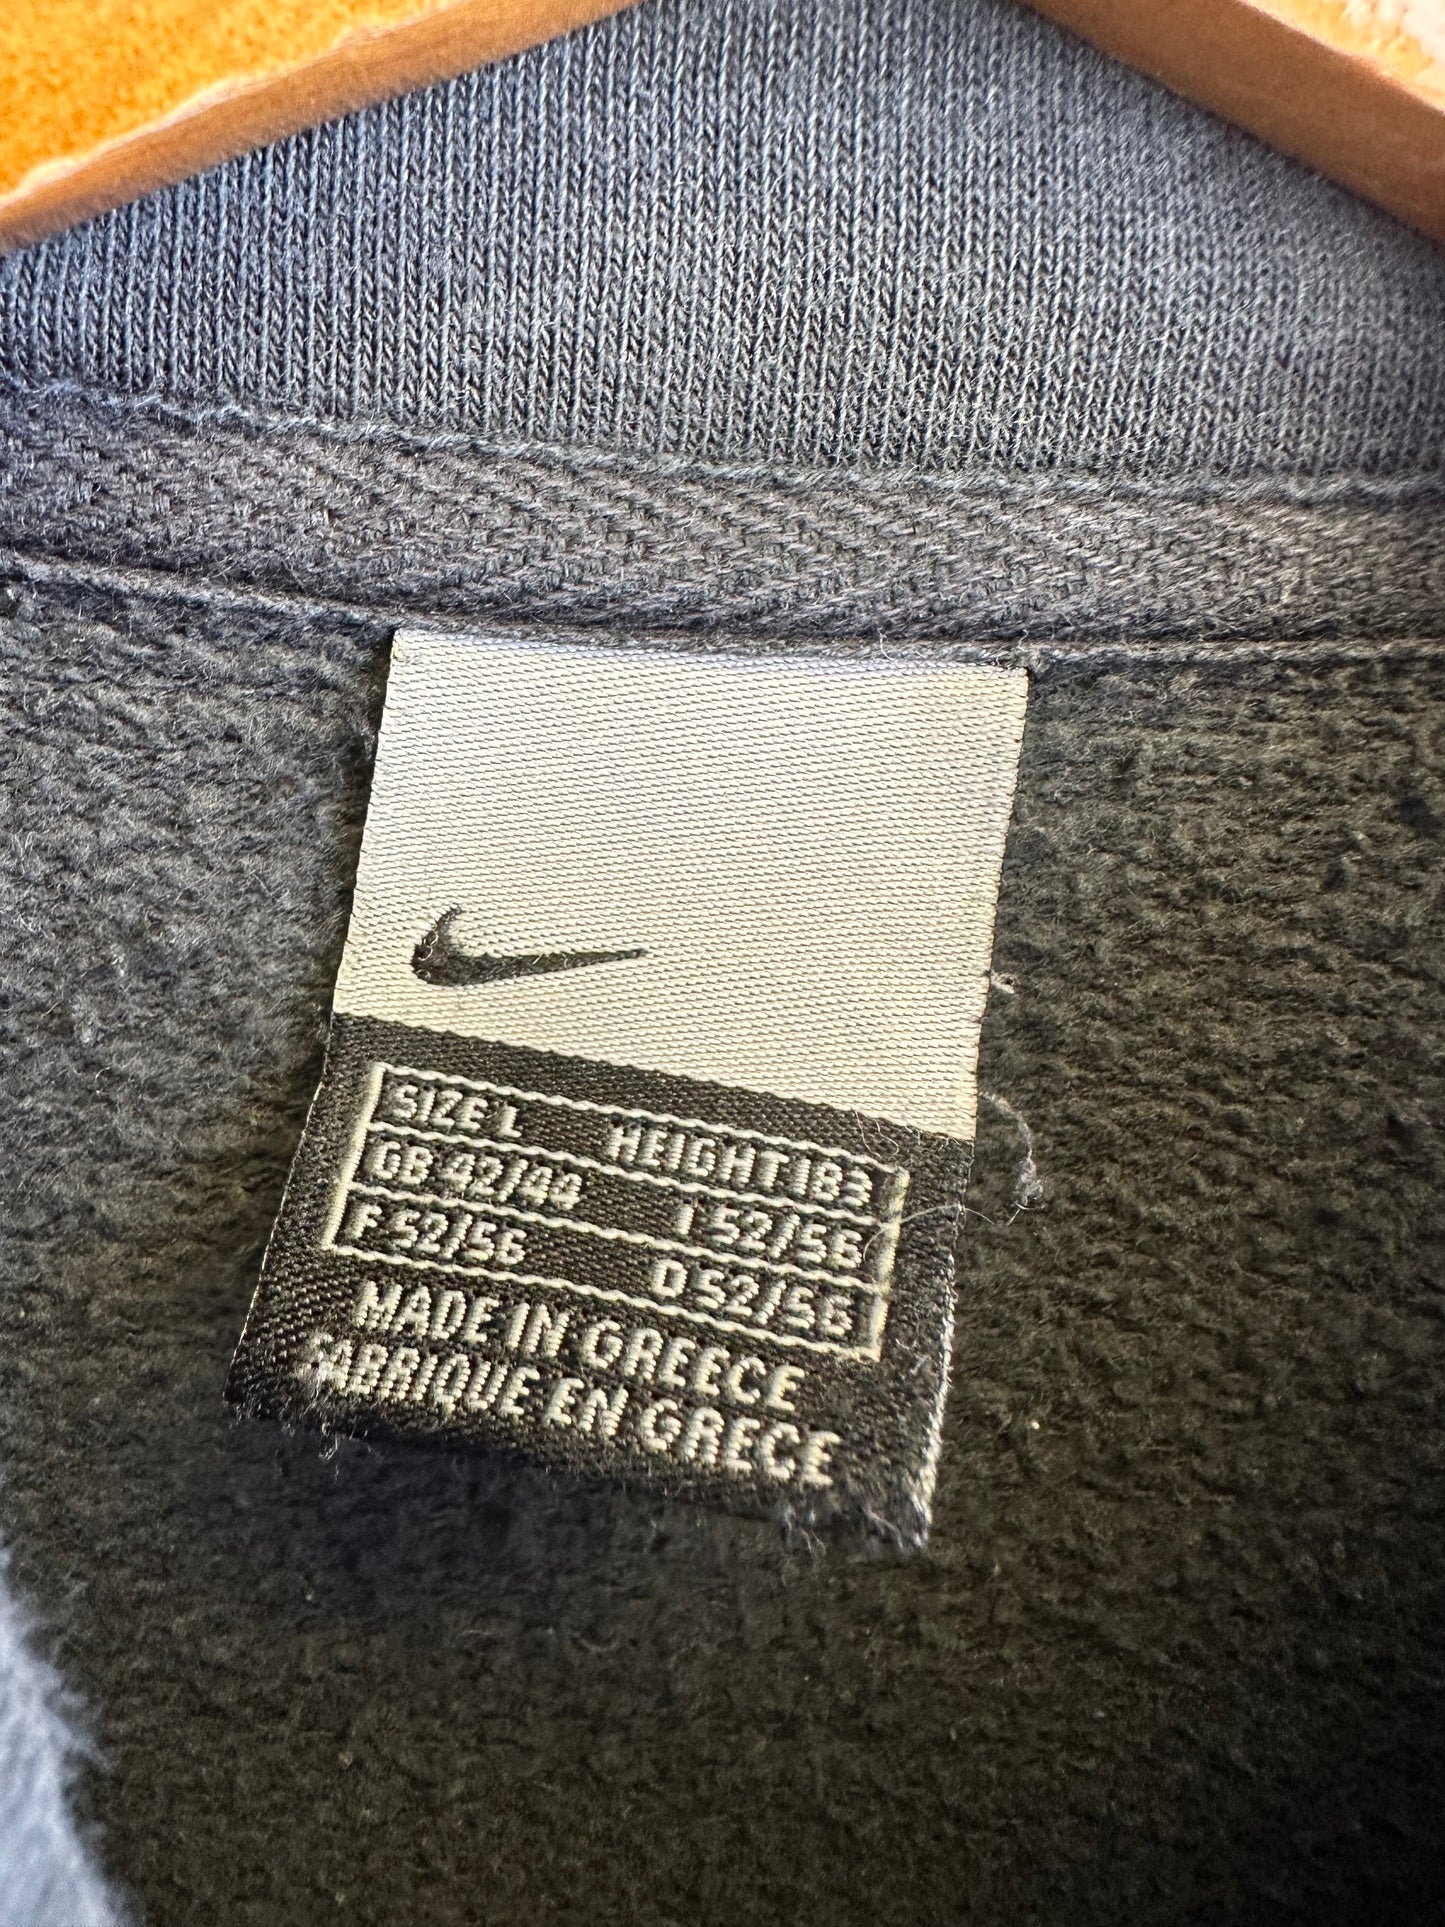 SIZE L HEIGHT 183
GB 42/44 I 52/56
F 52/56 D 52/56
MADE IN GREECE
FABRIQUE EN GRECE